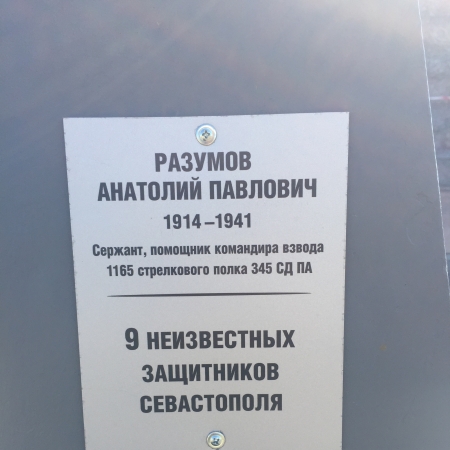 РАЗУМОВ
АНАТОЛИЙ ПАВЛОВИЧ
1914 –1941
Сержант, помощник командира взвода
1165 стрелкового полка 345 СД ПА
9 НЕИЗВЕСТНЫХ
ЗАЩИТНИКОВ
СЕВАСТОПОЛЯ